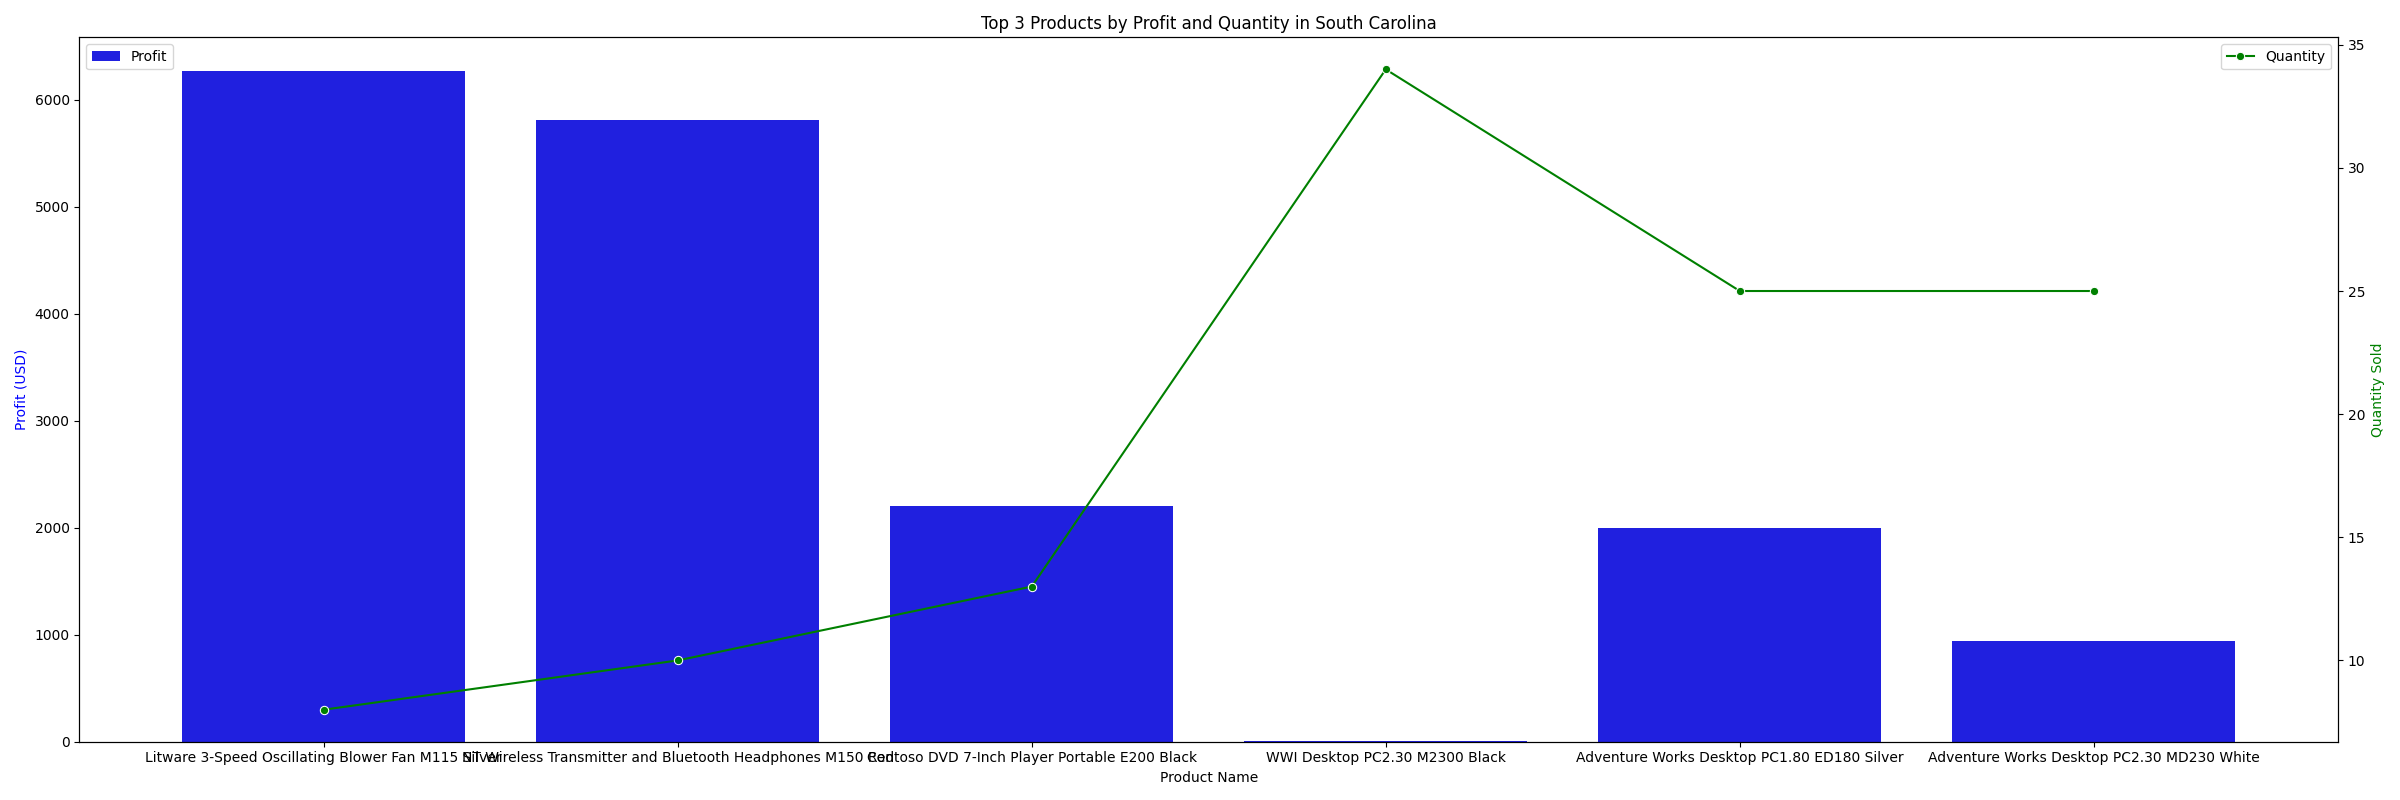 Top 3 Products by Profit and Quantity in South Carolina
Profit
Quantity
6000
5000
4000
3000
2000
1000
0
Profit (USD)
35
30
25
20
15
10
Quantity Sold
Litware 3-Speed Oscillating Blower Fan M115 Silver
NT Wireless Transmitter and Bluetooth Headphones M150 Red
Contoso DVD 7-Inch Player Portable E200 Black
WWI Desktop PC2.30 M2300 Black
Adventure Works Desktop PC1.80 ED180 Silver
Adventure Works Desktop PC2.30 MD230 White
Product Name